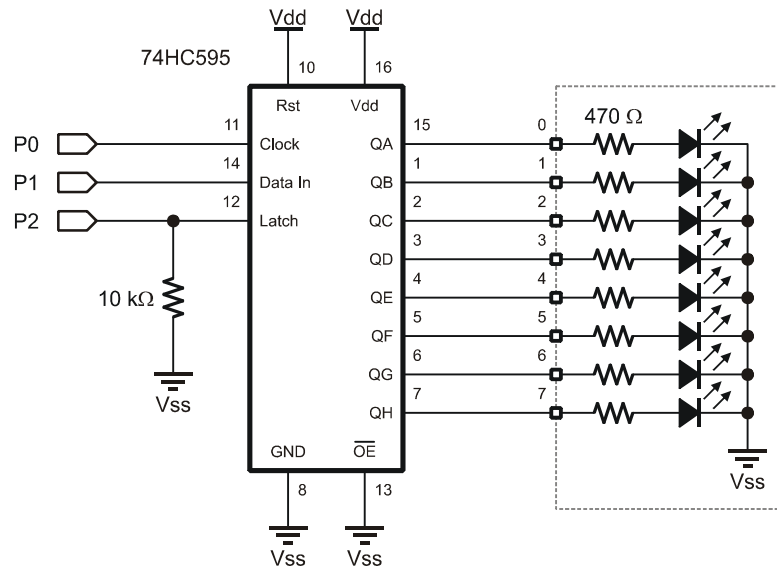 Vdd Vdd
74HC595
10 16
Rst Vdd
470 Ω
P0 11 Clock QA 15 0
P1 14 Data In QB 1 1
P2 12 Latch QC 2 2
QD 3 3
10 kΩ QE 4 4
QF 5 5
QG 6 6
Vss
QH 7 7
GND OE
Vss
8 13
Vss Vss